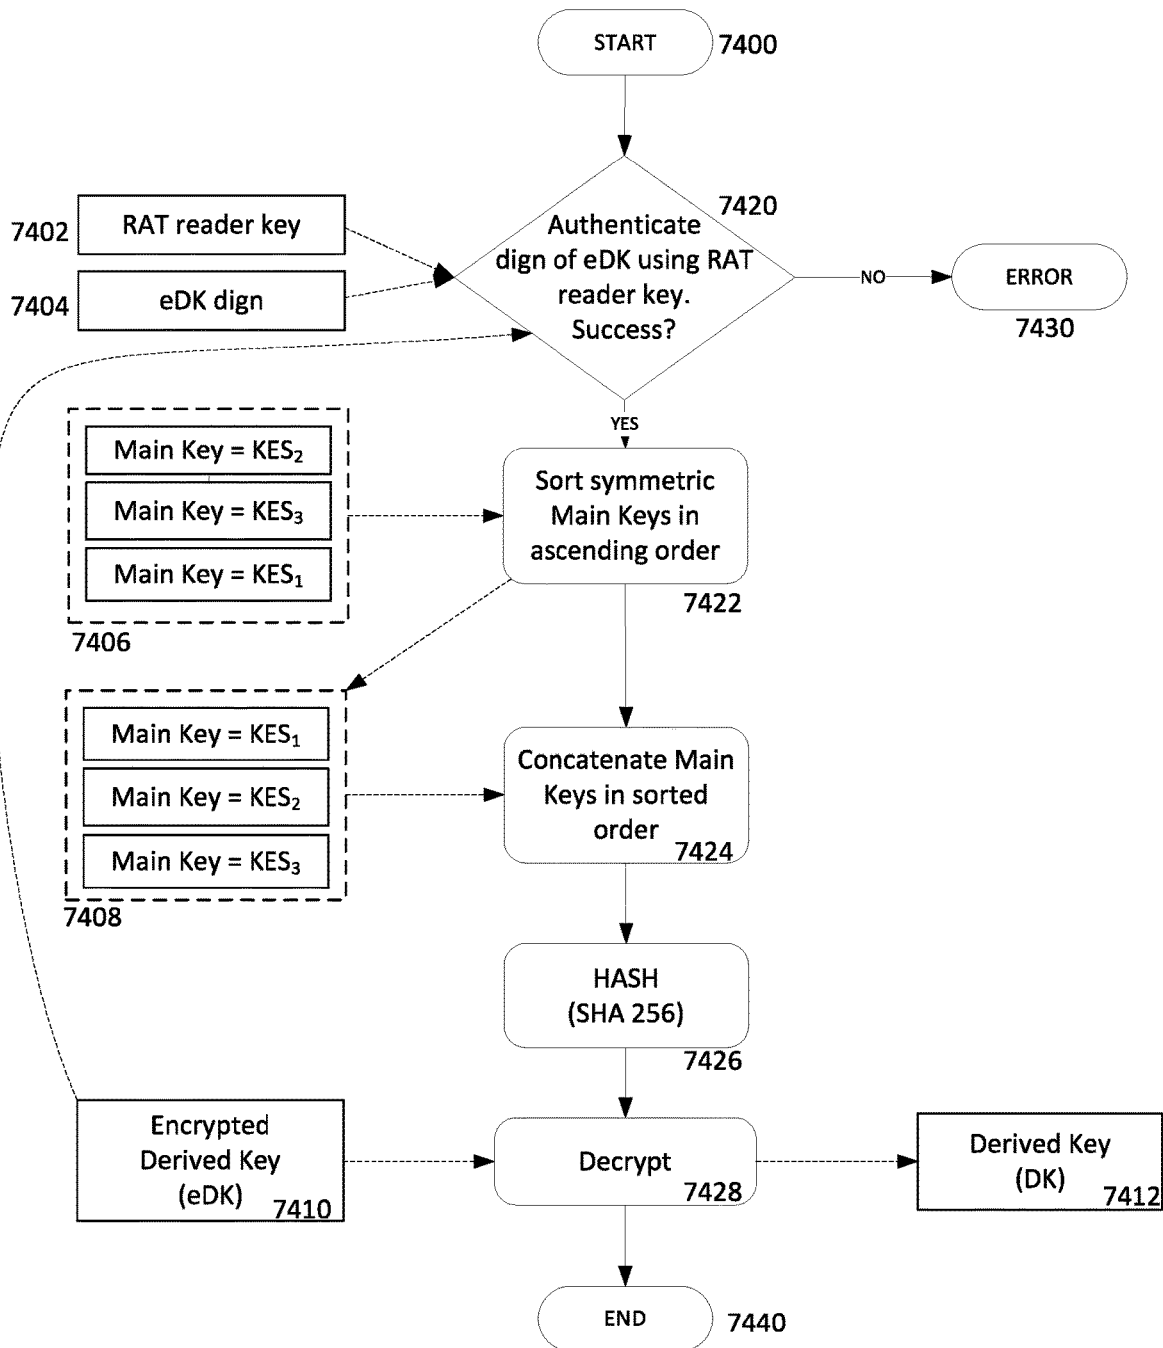 START
7400
7420
Authenticate
dign of eDK using RAT
reader key.
Success?
7402
RAT reader key
7404
eDK dign
NO
ERROR
7430
YES
Main Key = KES₂
Main Key = KES₃
Main Key = KES₁
7406
Sort symmetric
Main Keys in
ascending order
7422
Main Key = KES₁
Main Key = KES₂
Main Key = KES₃
7408
Concatenate Main
Keys in sorted
order
7424
HASH
(SHA 256)
7426
Encrypted
Derived Key
(eDK)
7410
Decrypt
7428
Derived Key
(DK)
7412
END
7440